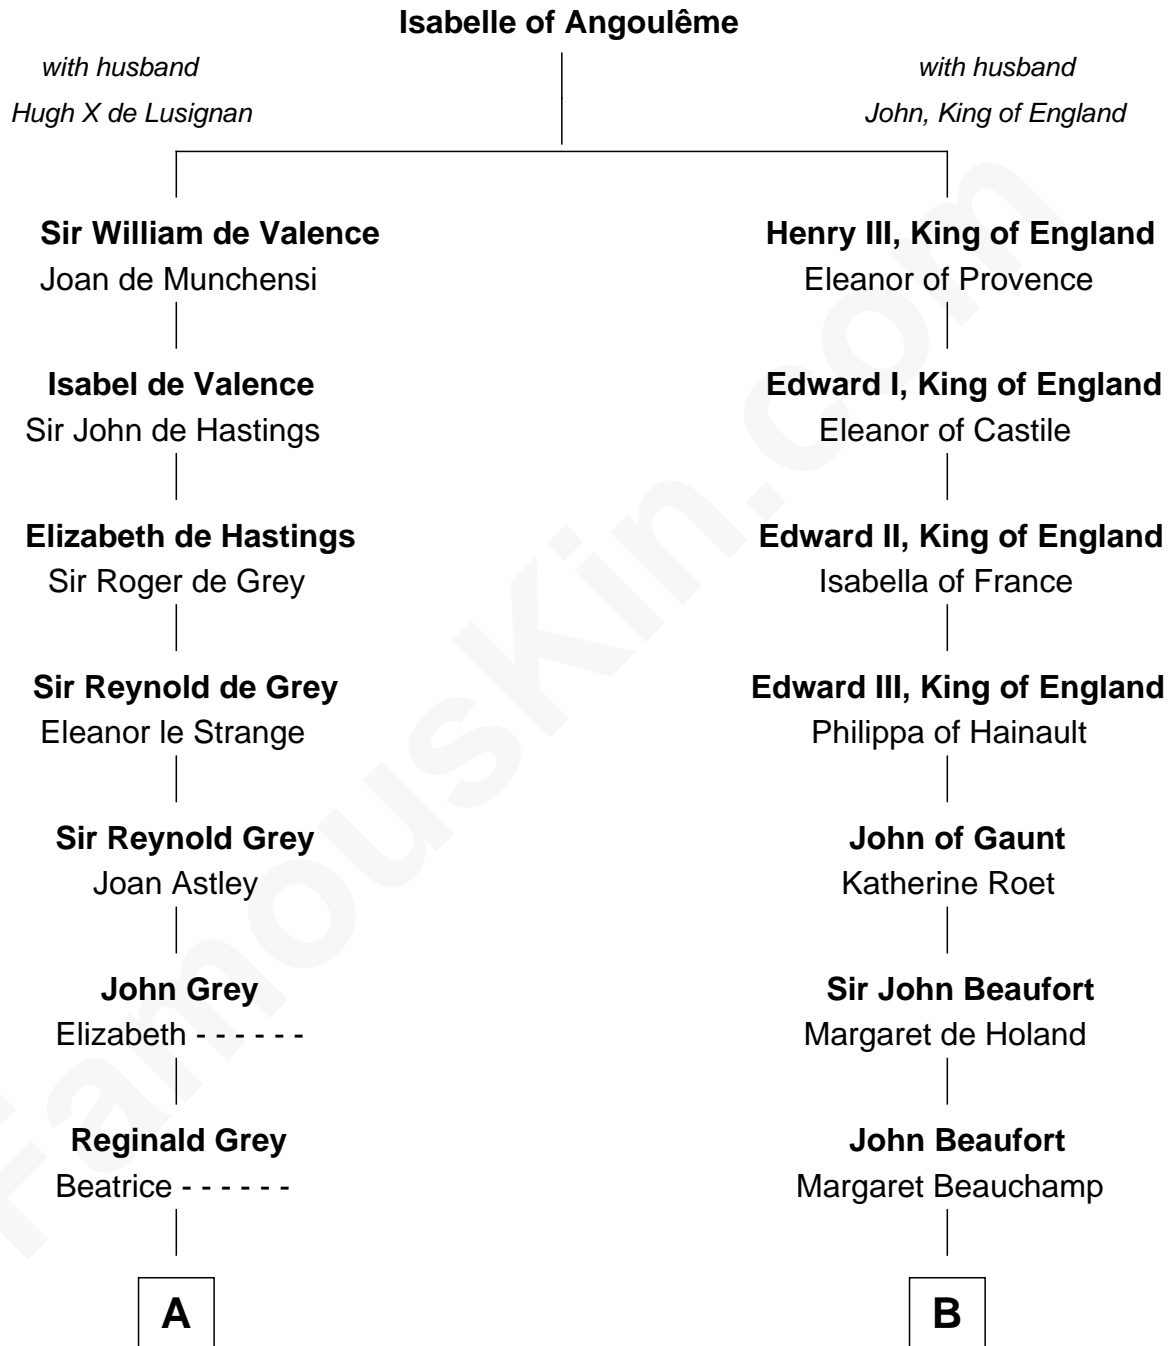 Isabelle of Angoulême
with husband
Hugh X de Lusignan
with husband
John, King of England
Sir William de Valence
Joan de Munchensi
Henry III, King of England
Eleanor of Provence
Isabel de Valence
Sir John de Hastings
Edward I, King of England
Eleanor of Castile
Elizabeth de Hastings
Sir Roger de Grey
Edward II, King of England
Isabella of France
Sir Reynold de Grey
Eleanor le Strange
Edward III, King of England
Philippa of Hainault
Sir Reynold Grey
Joan Astley
John of Gaunt
Katherine Roet
John Grey
Elizabeth - - - - - -
Sir John Beaufort
Margaret de Holand
Reginald Grey
Beatrice - - - - - -
John Beaufort
Margaret Beauchamp
A
B
FamousKin.com